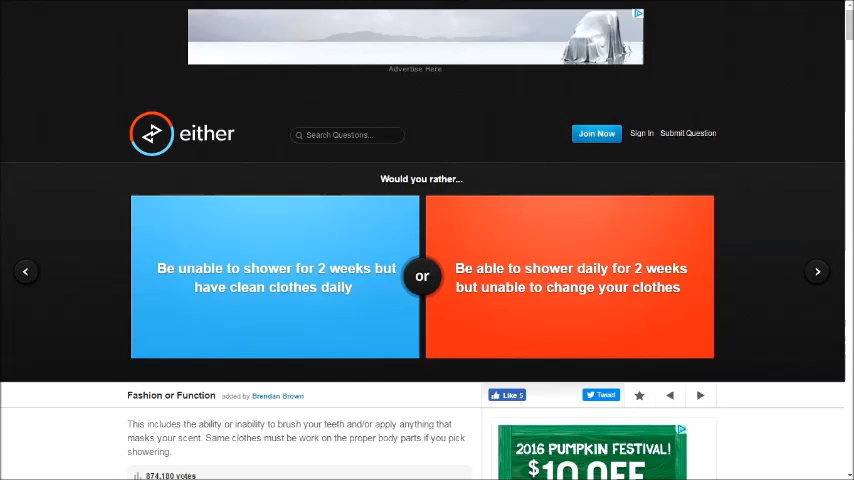 Advertise Here
either
Search Questions...
Join Now
Sign In
Submit Question
Would you rather...
Be unable to shower for 2 weeks but
have clean clothes daily
or
Be able to shower daily for 2 weeks
but unable to change your clothes
Fashion or Function added by Brendan Brown
Like 5
Tweet
This includes the ability or inability to brush your teeth and/or apply anything that
masks your scent. Same clothes must be work on the proper body parts if you pick
showering.
874,180 votes
2016 PUMPKIN FESTIVAL!
$10 OFF